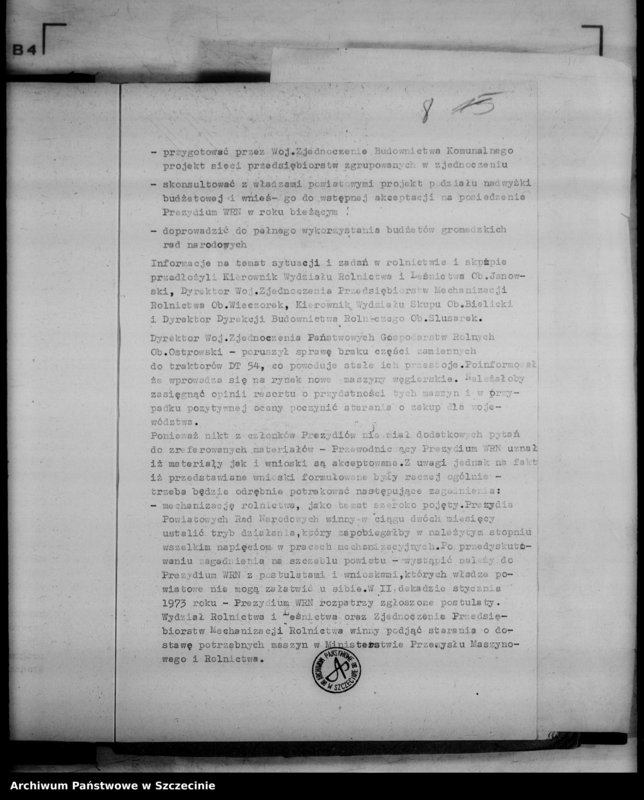 B 4
8 15
- przygotować przez Woj.Zjednoczenie Budownictwa Komunalnego
projekt sieci przedsiębiorstw zgrupowanych w zjednoczeniu
- skonsultować z władzami powiatowymi projekt podziału nadwyżki
budżetowej i wnieś- go do wstępnej akceptacji na posiedzenie
Prezydium WRN w roku bieżącym
- doprowadzić do pełnego wykorzystania budżetów gromadzkich
rad narodowych
Informacje na temat sytuacji i zadań w rolnictwie i skupie
przedłożyli Kierownik Wydziału Rolnictwa i Leśnictwa Ob.Janow-
ski, Dyrektor Woj.Zjednoczenia Przedsiębiorstw Mechanizacji
Rolnictwa Ob.Wieczorek, Kierownik Wydziału Skupu Ob.Bielicki
i Dyrektor Dyrekcji Budownictwa Rolniczego Ob.Slusarek.
Dyrektor Woj.Zjednoczenia Państwowych Gospodarstw Rolnych
Ob.Ostrowski - poruszył sprawę braku części zamiennych
do traktorów DT 54, co powoduje stałe ich przestoje.Poinformował
że wprowadza się na rynek nowe maszyny węgierskie. Należałoby
zasięgnąć opinii resortu o przydatności tych maszyn i w przy-
padku pozytywnej oceny poczynić starania o zakup dla woje-
wództwa.
Ponieważ nikt z członków Prezydiów nie miał dodatkowych pytań
do zreferowanych materiałów - Przewodniczący Prezydium WRN uznał
iż materiały jak i wnioski są akceptowane.Z uwagi jednak na fakt
iż przedstawiane wnioski formułowane były raczej ogólnie -
trzeba będzie odrębnie potraktować następujące zagadnienia:
- mechanizację rolnictwa, jako temat szeroko pojęty.Prezydia
Powiatowych Rad Narodowych winny w ciągu dwóch miesięcy
ustalić tryb działania,który zapobiegałby w należytym stopniu
wszelkim napięciom w pracach mechanizacyjnych.Po przedyskuto-
waniu zagadnienia na szczeblu powiatu - wystąpić należy do
Prezydium WRN z postulatami i wnioskami,których władze po-
wiatowe nie mogą załatwić u siebie.W II dekadzie stycznia
1973 roku - Prezydium WRN rozpatrzy zgłoszone postulaty.
Wydział Rolnictwa i Leśnictwa oraz Zjednoczenie Przedsię-
biorstw Mechanizacji Rolnictwa winny podjąć starania o do-
stawę potrzebnych maszyn w Ministerstwie Przemysłu Maszyno-
wego i Rolnictwa.
ARCHIWUM PAŃSTWOWE W SZCZECINIE
Archiwum Państwowe w Szczecinie